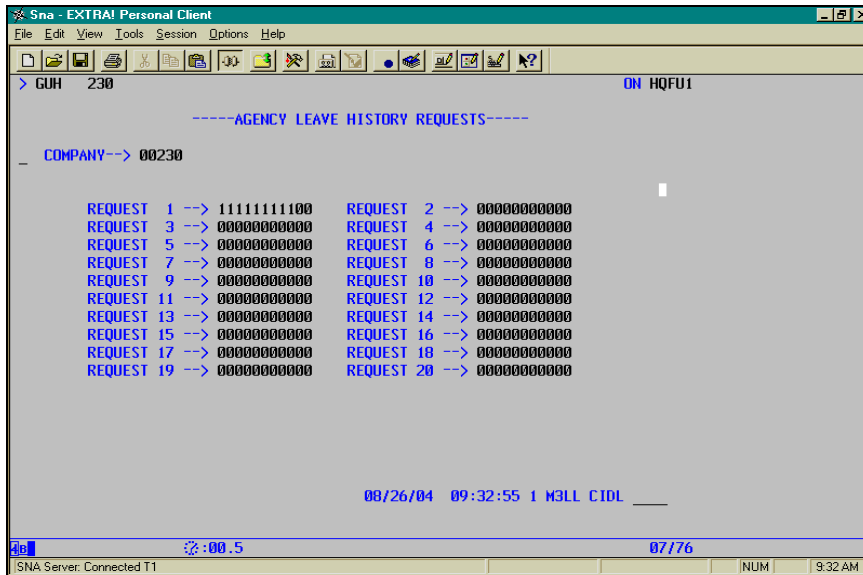 Sna - EXTRA! Personal Client
File Edit View Tools Session Options Help
> GUH 230 ON HQFU1
-----AGENCY LEAVE HISTORY REQUESTS-----
_ COMPANY--> 00230
REQUEST 1 --> 11111111100 REQUEST 2 --> 00000000000
REQUEST 3 --> 00000000000 REQUEST 4 --> 00000000000
REQUEST 5 --> 00000000000 REQUEST 6 --> 00000000000
REQUEST 7 --> 00000000000 REQUEST 8 --> 00000000000
REQUEST 9 --> 00000000000 REQUEST 10 --> 00000000000
REQUEST 11 --> 00000000000 REQUEST 12 --> 00000000000
REQUEST 13 --> 00000000000 REQUEST 14 --> 00000000000
REQUEST 15 --> 00000000000 REQUEST 16 --> 00000000000
REQUEST 17 --> 00000000000 REQUEST 18 --> 00000000000
REQUEST 19 --> 00000000000 REQUEST 20 --> 00000000000
08/26/04 09:32:55 1 M3LL CIDL ____
4B :00.5 07/76
SNA Server: Connected T1 NUM 9:32 AM